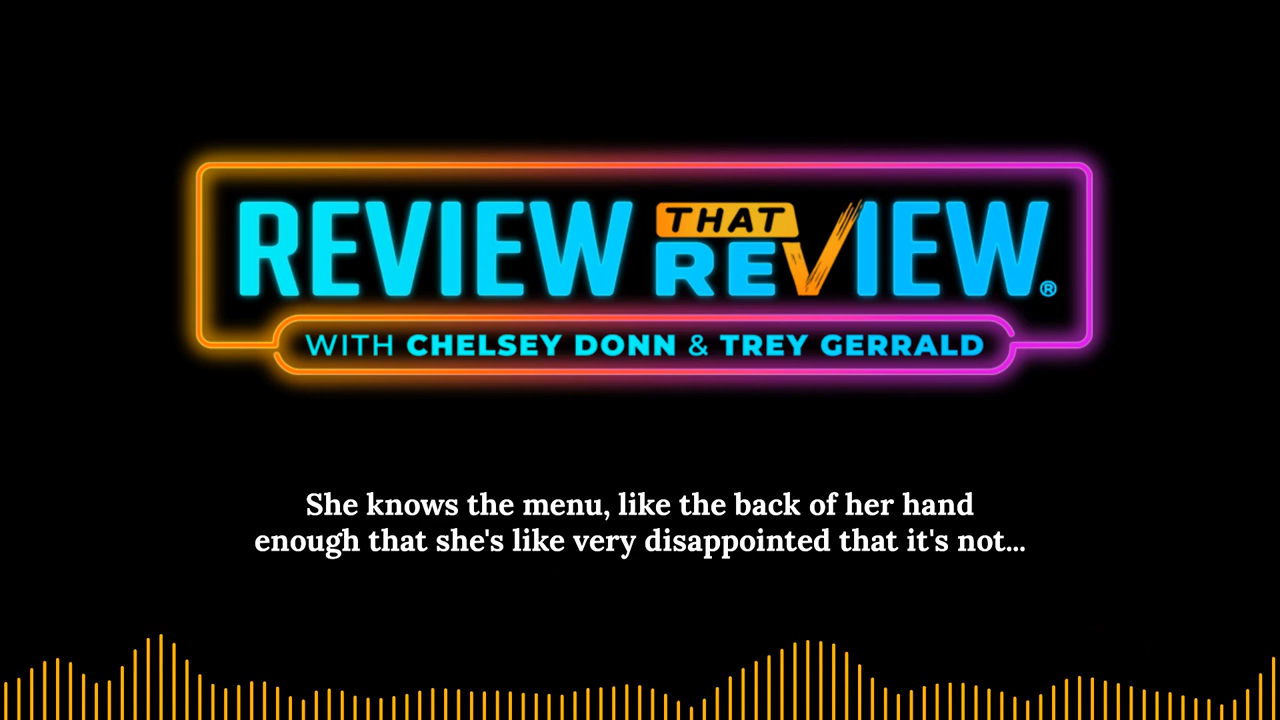 REVIEW THAT REVIEW®
WITH CHELSEY DONN & TREY GERRALD
She knows the menu, like the back of her hand
enough that she's like very disappointed that it's not...